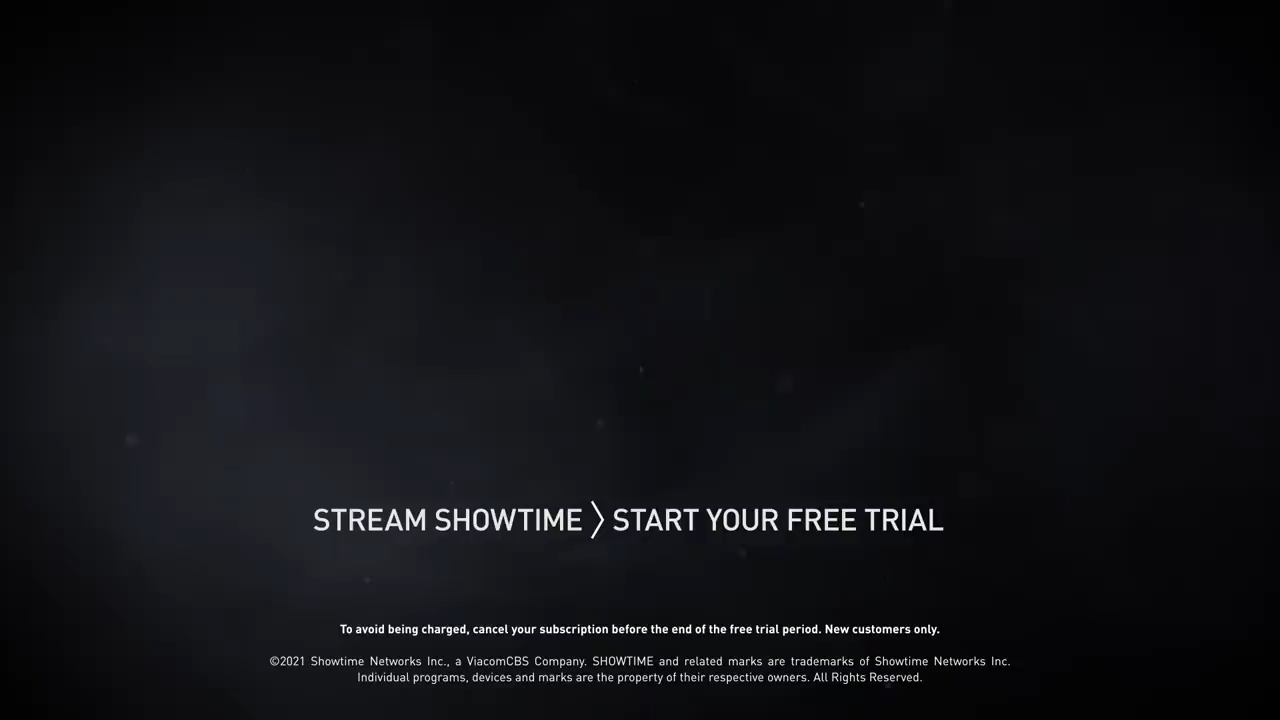 STREAM SHOWTIME 〉START YOUR FREE TRIAL
To avoid being charged, cancel your subscription before the end of the free trial period. New customers only.
©2021 Showtime Networks Inc., a ViacomCBS Company. SHOWTIME and related marks are trademarks of Showtime Networks Inc.
Individual programs, devices and marks are the property of their respective owners. All Rights Reserved.